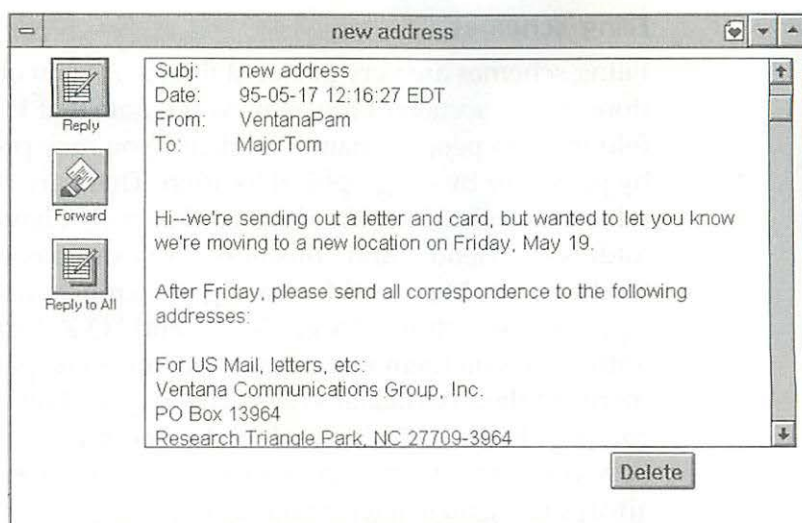 new address
Subj: new address
Date: 95-05-17 12:16:27 EDT
From: VentanaPam
To: MajorTom
Reply
Forward
Reply to All
Hi--we're sending out a letter and card, but wanted to let you know
we're moving to a new location on Friday, May 19.
After Friday, please send all correspondence to the following
addresses:
For US Mail, letters, etc:
Ventana Communications Group, Inc.
PO Box 13964
Research Triangle Park, NC 27709-3964
Delete